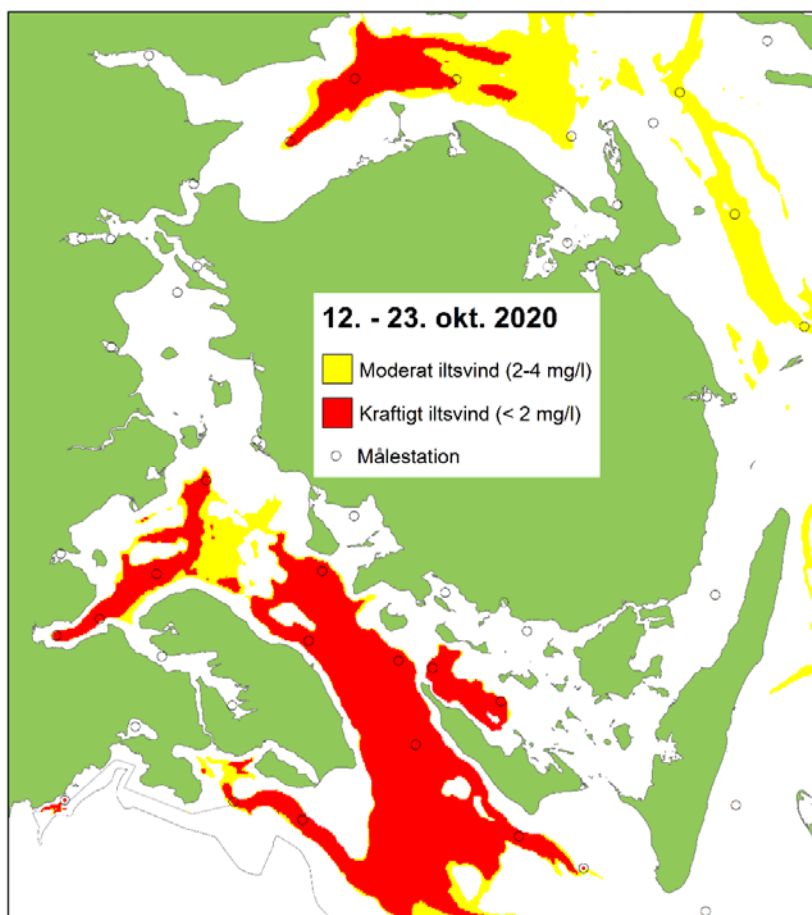 12. - 23. okt. 2020
Moderat iltsvind (2-4 mg/l)
Kraftigt iltsvind (< 2 mg/l)
Målestation